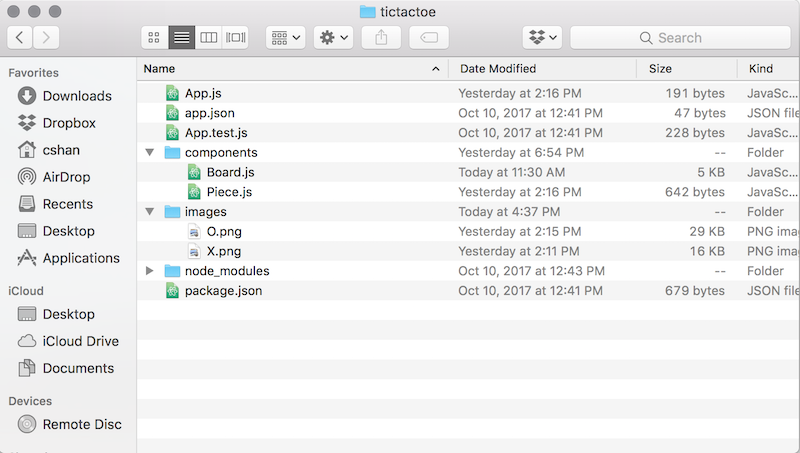 tictactoe
Search
Favorites
Downloads
Dropbox
cshan
AirDrop
Recents
Desktop
Applications
iCloud
Desktop
iCloud Drive
Documents
Devices
Remote Disc
Name Date Modified Size Kind
App.js Yesterday at 2:16 PM 191 bytes JavaSc...
app.json Oct 10, 2017 at 12:41 PM 47 bytes JSON file
App.test.js Oct 10, 2017 at 12:41 PM 228 bytes JavaSc...
components Yesterday at 6:54 PM -- Folder
Board.js Today at 11:30 AM 5 KB JavaSc...
Piece.js Yesterday at 2:16 PM 642 bytes JavaSc...
images Today at 4:37 PM -- Folder
O.png Yesterday at 2:15 PM 29 KB PNG ima
X.png Yesterday at 2:11 PM 16 KB PNG ima
node_modules Oct 10, 2017 at 12:43 PM -- Folder
package.json Oct 10, 2017 at 12:41 PM 679 bytes JSON file